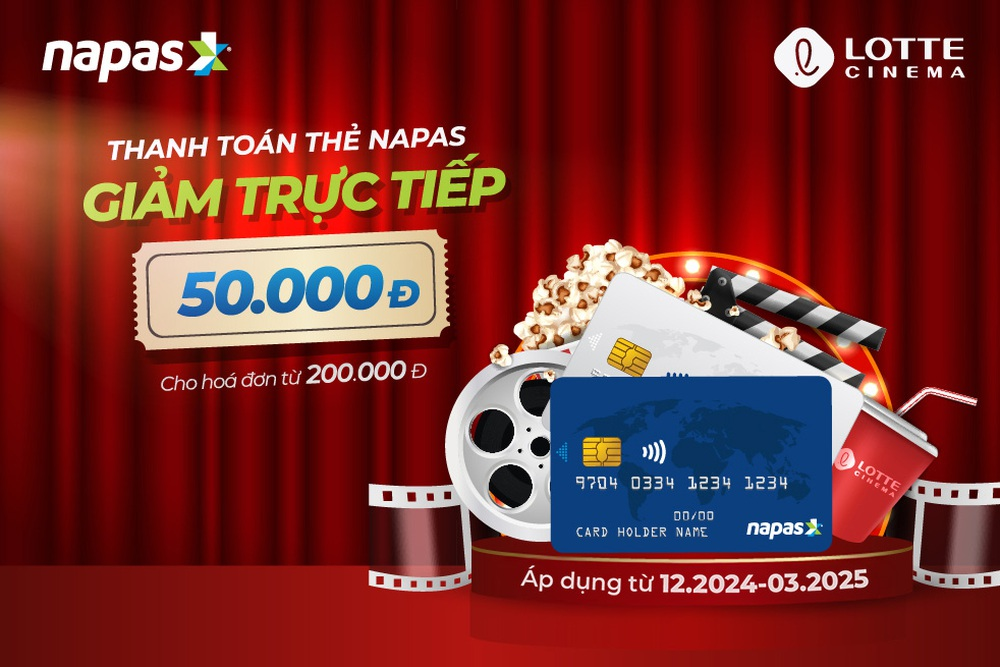 napas
LOTTE
CINEMA
THANH TOÁN THẺ NAPAS
GIẢM TRỰC TIẾP
50.000 Đ
Cho hoá đơn từ 200.000 Đ
9704 0334 1234 1234
00/00
CARD HOLDER NAME
napas
LOTTE
CINEMA
Áp dụng từ 12.2024-03.2025